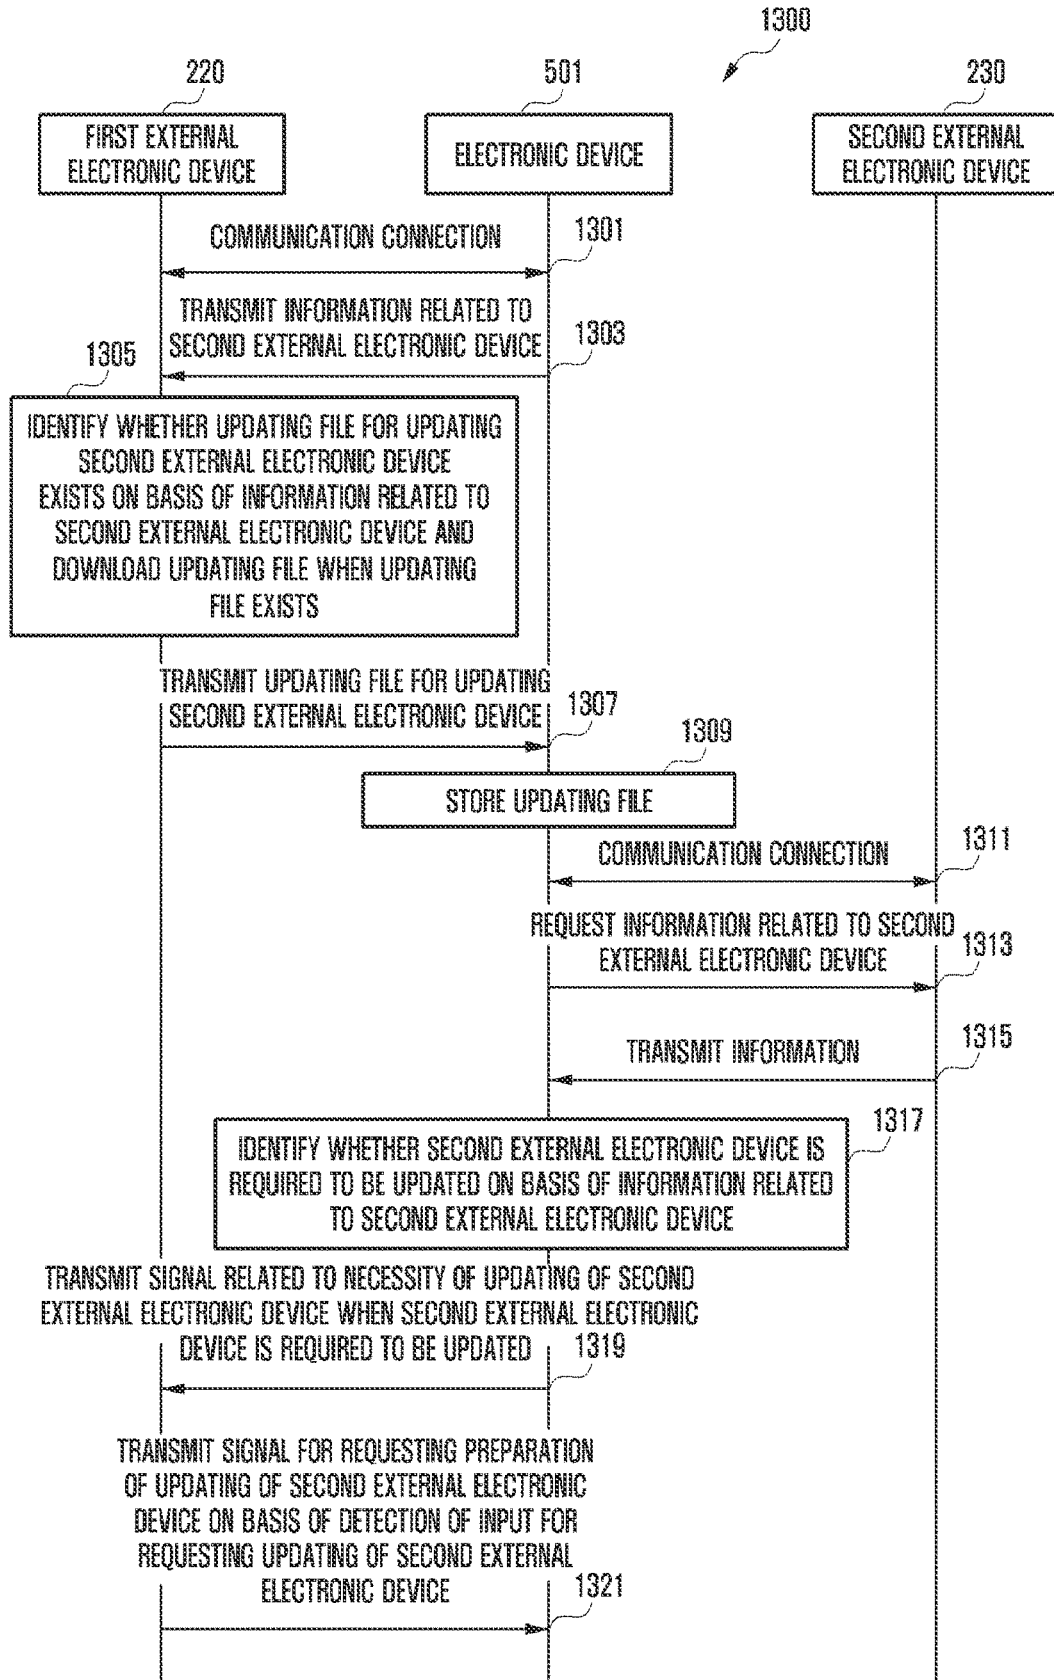 1300
220
501
230
FIRST EXTERNAL
ELECTRONIC DEVICE
ELECTRONIC DEVICE
SECOND EXTERNAL
ELECTRONIC DEVICE
COMMUNICATION CONNECTION
1301
TRANSMIT INFORMATION RELATED TO
SECOND EXTERNAL ELECTRONIC DEVICE
1303
1305
IDENTIFY WHETHER UPDATING FILE FOR UPDATING
SECOND EXTERNAL ELECTRONIC DEVICE
EXISTS ON BASIS OF INFORMATION RELATED TO
SECOND EXTERNAL ELECTRONIC DEVICE AND
DOWNLOAD UPDATING FILE WHEN UPDATING
FILE EXISTS
TRANSMIT UPDATING FILE FOR UPDATING
SECOND EXTERNAL ELECTRONIC DEVICE
1307
1309
STORE UPDATING FILE
COMMUNICATION CONNECTION
1311
REQUEST INFORMATION RELATED TO SECOND
EXTERNAL ELECTRONIC DEVICE
1313
TRANSMIT INFORMATION
1315
1317
IDENTIFY WHETHER SECOND EXTERNAL ELECTRONIC DEVICE IS
REQUIRED TO BE UPDATED ON BASIS OF INFORMATION RELATED
TO SECOND EXTERNAL ELECTRONIC DEVICE
TRANSMIT SIGNAL RELATED TO NECESSITY OF UPDATING OF SECOND
EXTERNAL ELECTRONIC DEVICE WHEN SECOND EXTERNAL ELECTRONIC
DEVICE IS REQUIRED TO BE UPDATED
1319
TRANSMIT SIGNAL FOR REQUESTING PREPARATION
OF UPDATING OF SECOND EXTERNAL ELECTRONIC
DEVICE ON BASIS OF DETECTION OF INPUT FOR
REQUESTING UPDATING OF SECOND EXTERNAL
ELECTRONIC DEVICE
1321